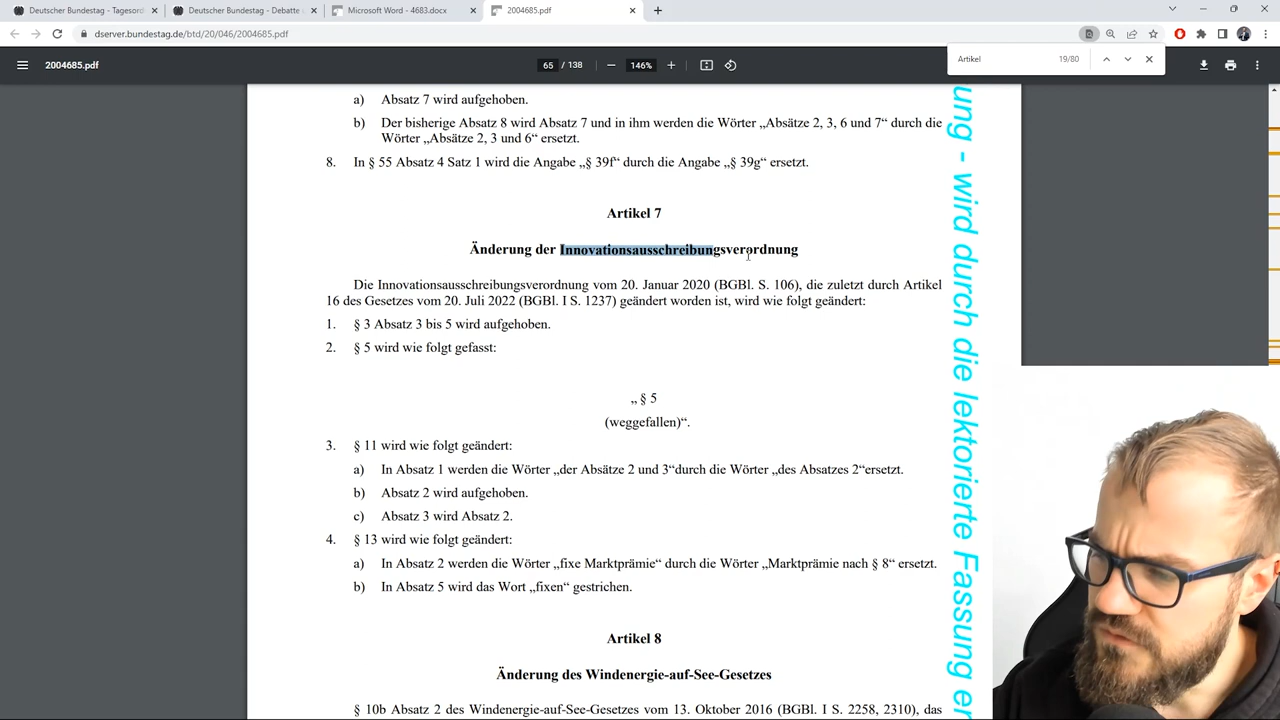 Deutscher Bundestag - Tagesord
Deutscher Bundestag - Debatte
Microsoft Word - 4683.docx
2004685.pdf
dserver.bundestag.de/btd/20/046/2004685.pdf
2004685.pdf
65 / 138
146%
Artikel
19/80
a) Absatz 7 wird aufgehoben.
b) Der bisherige Absatz 8 wird Absatz 7 und in ihm werden die Wörter „Absätze 2, 3, 6 und 7“ durch die
Wörter „Absätze 2, 3 und 6“ ersetzt.
8. In § 55 Absatz 4 Satz 1 wird die Angabe „§ 39f“ durch die Angabe „§ 39g“ ersetzt.
Artikel 7
Änderung der Innovationsausschreibungsverordnung
Die Innovationsausschreibungsverordnung vom 20. Januar 2020 (BGBl. S. 106), die zuletzt durch Artikel
16 des Gesetzes vom 20. Juli 2022 (BGBl. I S. 1237) geändert worden ist, wird wie folgt geändert:
1. § 3 Absatz 3 bis 5 wird aufgehoben.
2. § 5 wird wie folgt gefasst:
„ § 5
(weggefallen)“.
3. § 11 wird wie folgt geändert:
a) In Absatz 1 werden die Wörter „der Absätze 2 und 3“durch die Wörter „des Absatzes 2“ersetzt.
b) Absatz 2 wird aufgehoben.
c) Absatz 3 wird Absatz 2.
4. § 13 wird wie folgt geändert:
a) In Absatz 2 werden die Wörter „fixe Marktprämie“ durch die Wörter „Marktprämie nach § 8“ ersetzt.
b) In Absatz 5 wird das Wort „fixen“ gestrichen.
Artikel 8
Änderung des Windenergie-auf-See-Gesetzes
§ 10b Absatz 2 des Windenergie-auf-See-Gesetzes vom 13. Oktober 2016 (BGBl. I S. 2258, 2310), das
ung - wird durch die lektorierte Fassung er